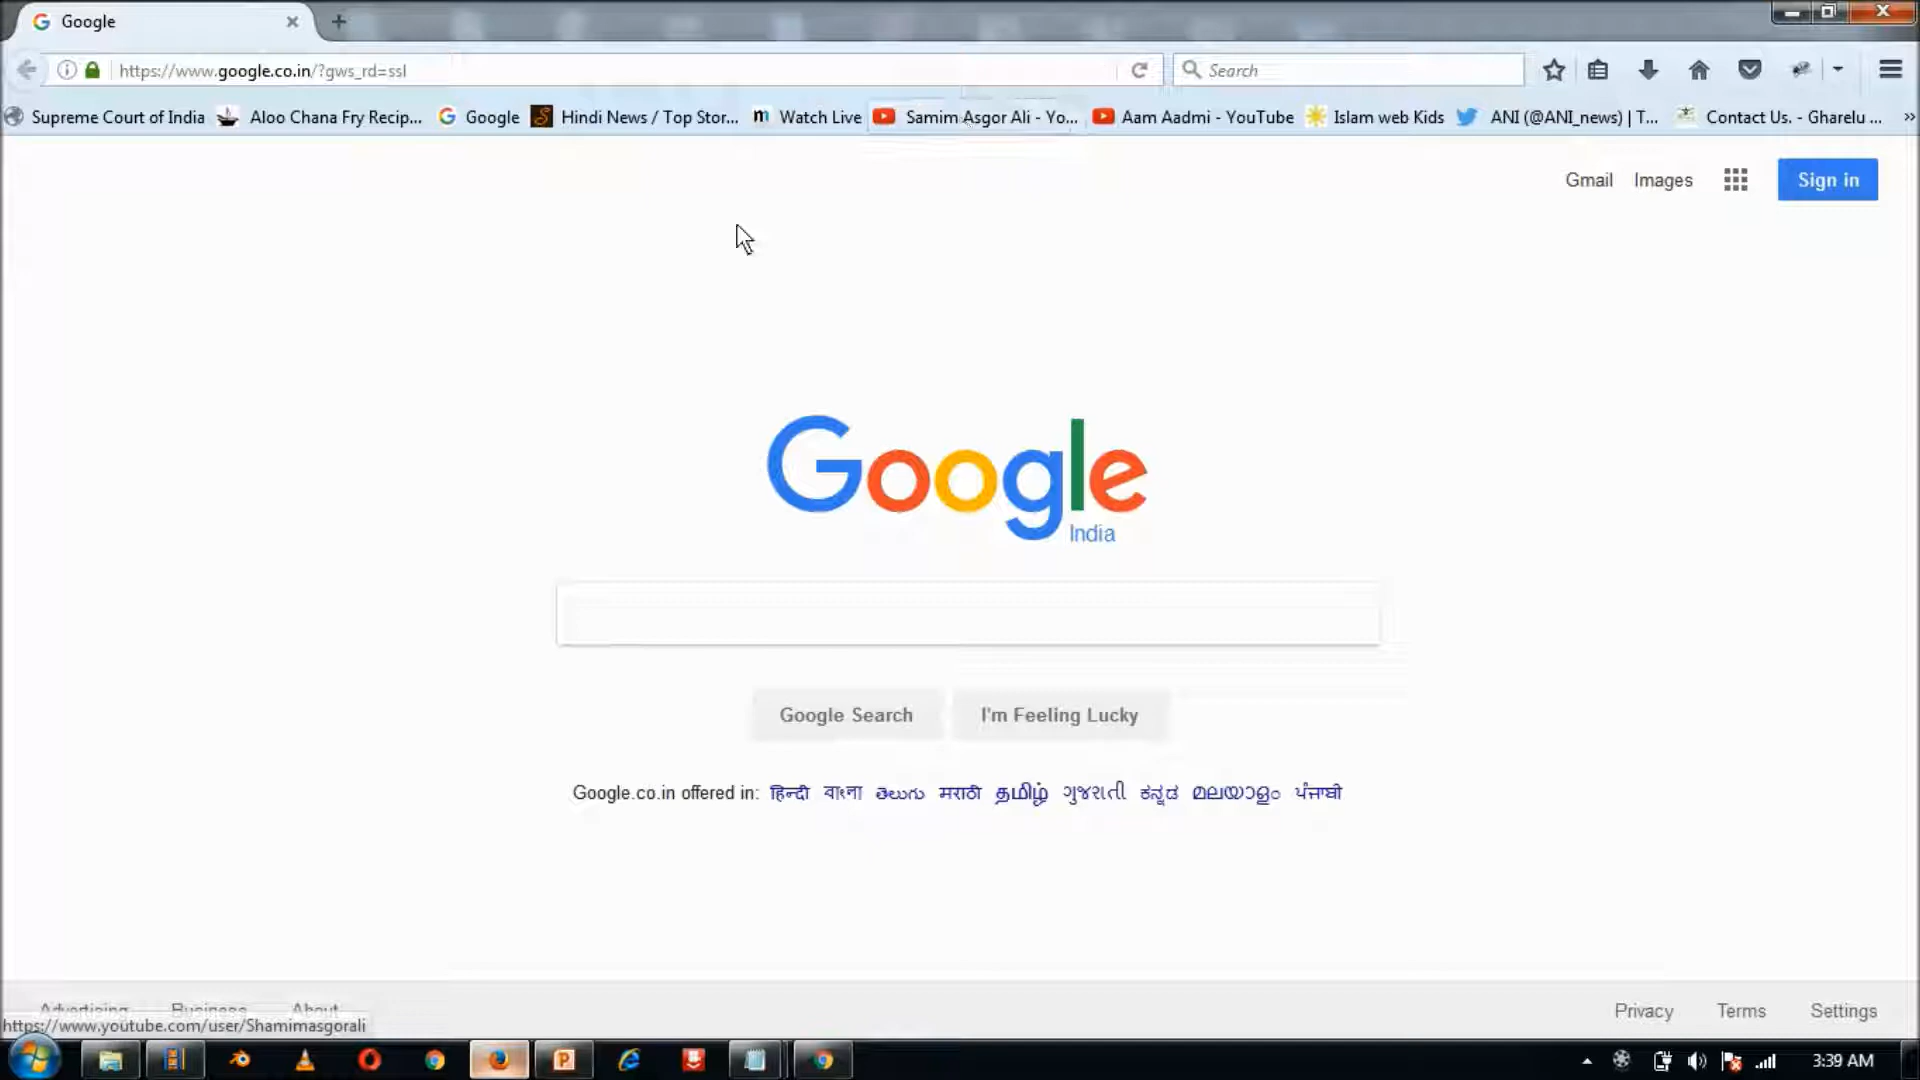 Google
https://www.google.co.in/?gws_rd=ssl
Search
Supreme Court of India Aloo Chana Fry Recip... Google Hindi News / Top Stor... Watch Live Samim Asgor Ali - Yo... Aam Aadmi - YouTube Islam web Kids ANI (@ANI_news) | T... Contact Us. - Gharelu ... »
Gmail Images Sign in
Google
India
Google Search I'm Feeling Lucky
Google.co.in offered in: हिन्दी বাংলা తెలుగు मराठी தமிழ் ગુજરાતી ಕನ್ನಡ മലയാളം ਪੰਜਾਬੀ
Advertising Business About Privacy Terms Settings
https://www.youtube.com/user/Shamimasgorali
3:39 AM